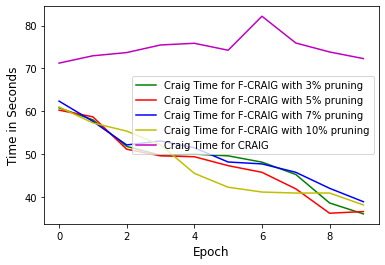 80
70
60
50
40
Time in Seconds
Craig Time for F-CRAIG with 3% pruning
Craig Time for F-CRAIG with 5% pruning
Craig Time for F-CRAIG with 7% pruning
Craig Time for F-CRAIG with 10% pruning
Craig Time for CRAIG
0 2 4 6 8
Epoch